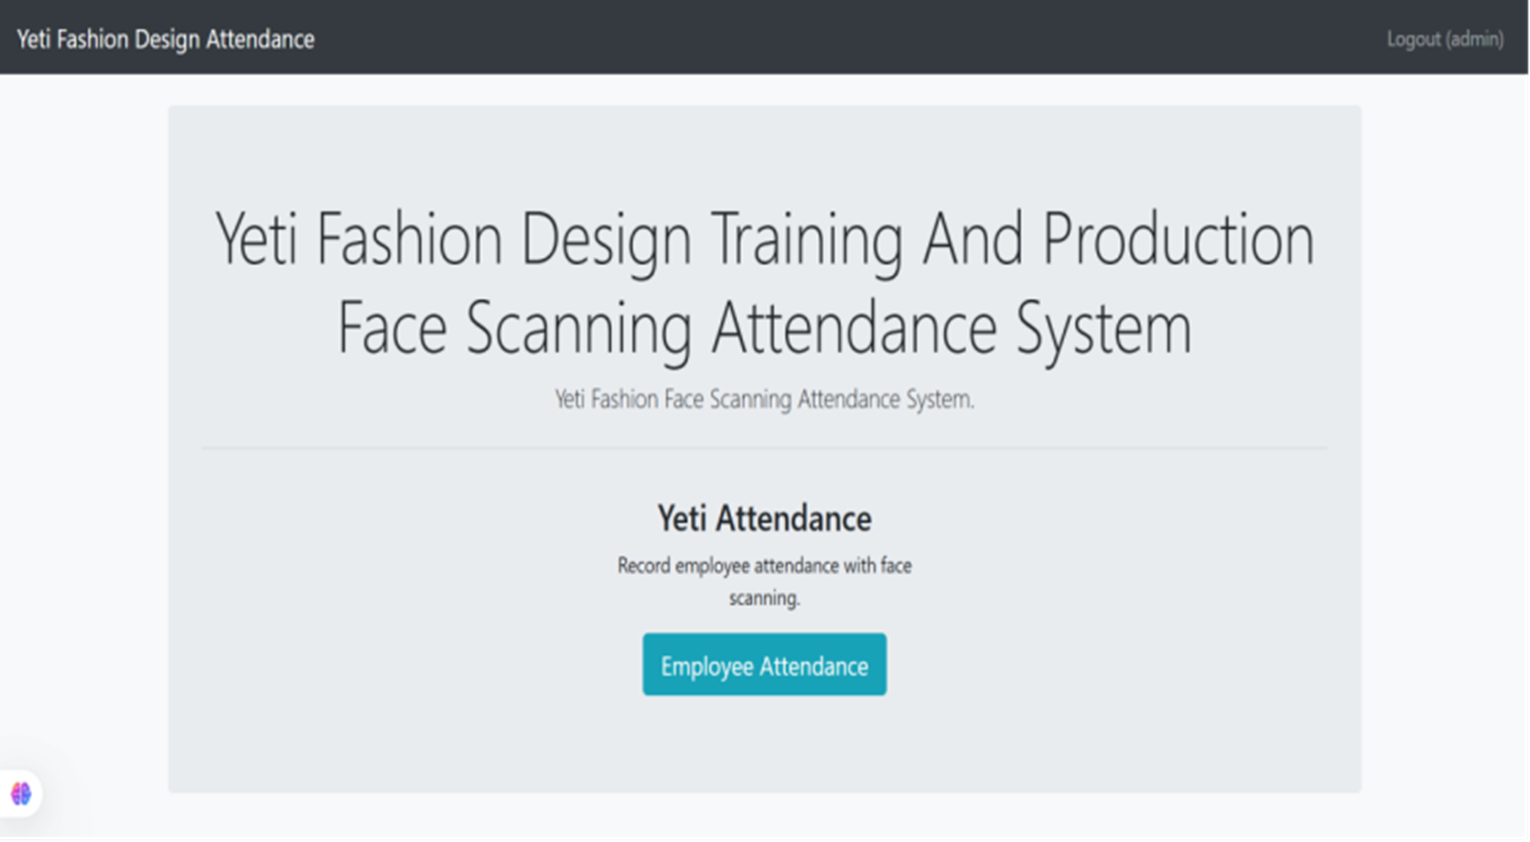 Yeti Fashion Design Attendance
Logout (admin)
Yeti Fashion Design Training And Production
Face Scanning Attendance System
Yeti Fashion Face Scanning Attendance System.
Yeti Attendance
Record employee attendance with face
scanning.
Employee Attendance